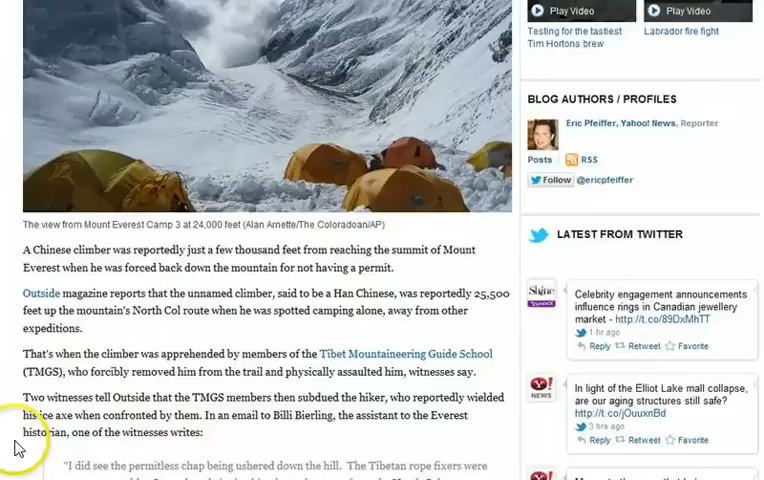 Play Video
Play Video
Testing for the tastiest
Tim Hortons brew
Labrador fire fight
BLOG AUTHORS / PROFILES
Eric Pfeiffer, Yahoo! News, Reporter
Posts
RSS
Follow
@ericpfeiffer
LATEST FROM TWITTER
Shine
YAHOO!
Celebrity engagement announcements
influence rings in Canadian jewellery
market - http://t.co/89DxMhTT
1 hr ago
Reply Retweet Favorite
Y!
NEWS
In light of the Elliot Lake mall collapse,
are our aging structures still safe?
http://t.co/jOuuxnBd
3 hrs ago
Reply Retweet Favorite
The view from Mount Everest Camp 3 at 24,000 feet (Alan Arnette/The Coloradoan/AP)
A Chinese climber was reportedly just a few thousand feet from reaching the summit of Mount
Everest when he was forced back down the mountain for not having a permit.
Outside magazine reports that the unnamed climber, said to be a Han Chinese, was reportedly 25,500
feet up the mountain's North Col route when he was spotted camping alone, away from other
expeditions.
That's when the climber was apprehended by members of the Tibet Mountaineering Guide School
(TMGS), who forcibly removed him from the trail and physically assaulted him, witnesses say.
Two witnesses tell Outside that the TMGS members then subdued the hiker, who reportedly wielded
his ice axe when confronted by them. In an email to Billi Bierling, the assistant to the Everest
historian, one of the witnesses writes:
"I did see the permitless chap being ushered down the hill. The Tibetan rope fixers were